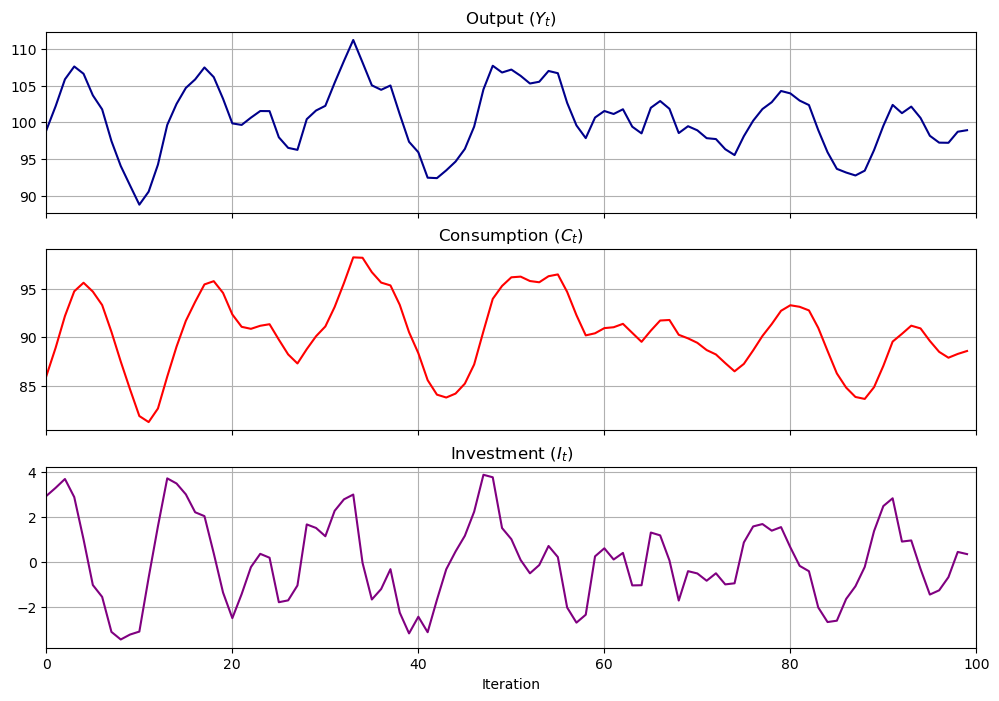 Output ($Y_t$)
110
105
100
95
90
Consumption ($C_t$)
95
90
85
Investment ($I_t$)
4
2
0
−2
0 20 40 60 80 100
Iteration